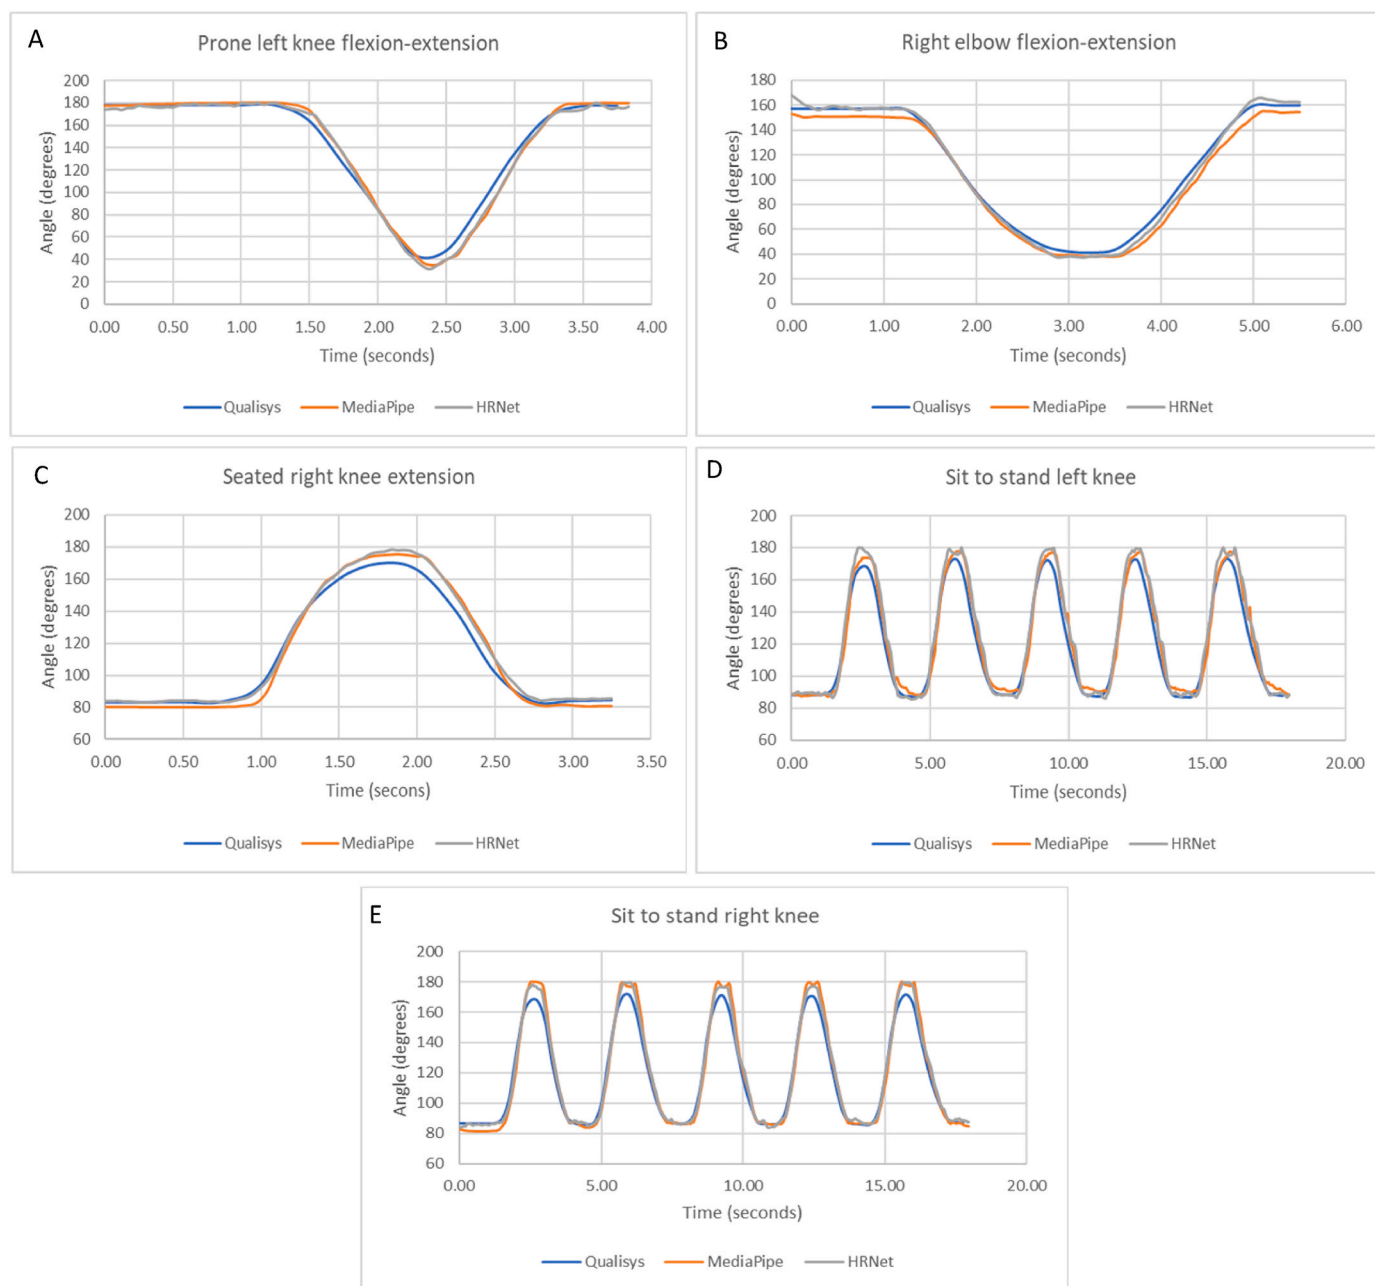 A
Prone left knee flexion-extension
Angle (degrees)
200
180
160
140
120
100
80
60
40
20
0
0.00 0.50 1.00 1.50 2.00 2.50 3.00 3.50 4.00
Time (seconds)
Qualisys MediaPipe HRNet
B
Right elbow flexion-extension
Angle (degrees)
180
160
140
120
100
80
60
40
20
0
0.00 1.00 2.00 3.00 4.00 5.00 6.00
Time (seconds)
Qualisys MediaPipe HRNet
C
Seated right knee extension
Angle (degrees)
200
180
160
140
120
100
80
60
0.00 0.50 1.00 1.50 2.00 2.50 3.00 3.50
Time (secons)
Qualisys MediaPipe HRNet
D
Sit to stand left knee
Angle (degrees)
200
180
160
140
120
100
80
60
0.00 5.00 10.00 15.00 20.00
Time (seconds)
Qualisys MediaPipe HRNet
E
Sit to stand right knee
Angle (degrees)
200
180
160
140
120
100
80
60
0.00 5.00 10.00 15.00 20.00
Time (seconds)
Qualisys MediaPipe HRNet